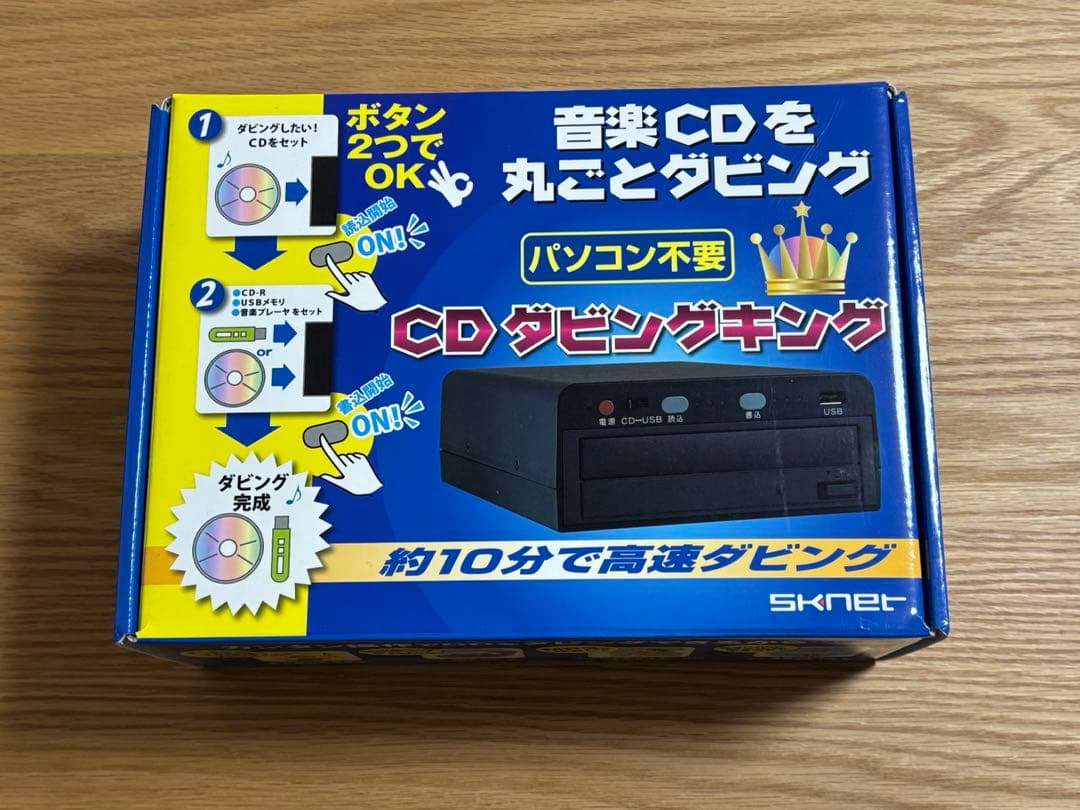 1
ダビングしたい!
CDをセット
ボタン
2つで
OK
読込開始
ON!
2
●CD-R
●USBメモリ
●音楽プレーヤ をセット
or
書込開始
ON!
ダビング
完成
音楽CDを
丸ごとダビング
パソコン不要
CDダビングキング
電源 CD↔USB 読込
書込
USB
約10分で高速ダビング
SKNET